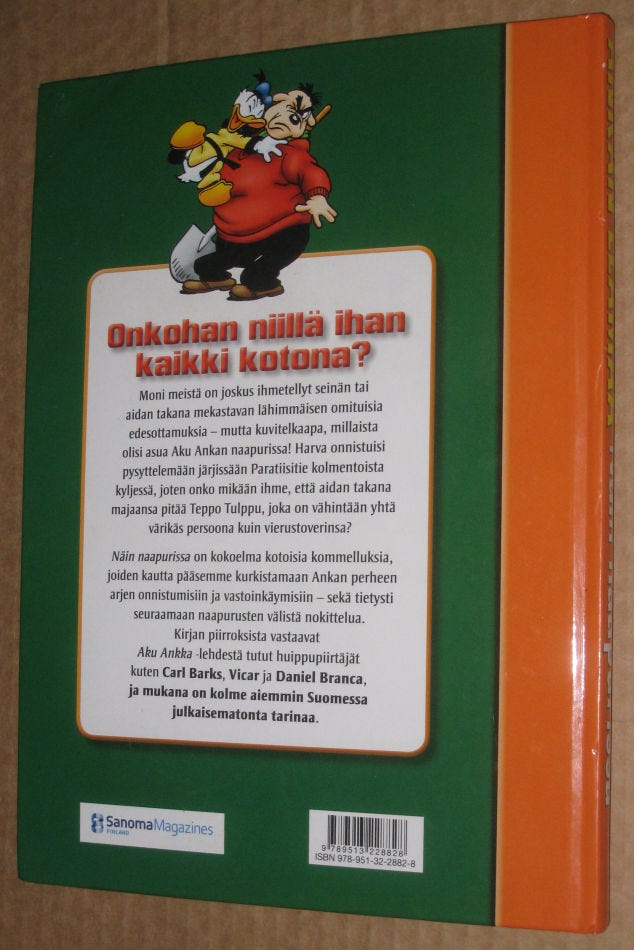 Onkohan niillä ihan
kaikki kotona?
Moni meistä on joskus ihmetellyt seinän tai
aidan takana mekastavan lähimmäisen omituisia
edesottamuksia – mutta kuvitelkaapa, millaista
olisi asua Aku Ankan naapurissa! Harva onnistuisi
pysyttelemään järjissään Paratiisitie kolmentoista
kyljessä, joten onko mikään ihme, että aidan takana
majaansa pitää Teppo Tulppu, joka on vähintään yhtä
värikäs persoona kuin vierustoverinsa?
Näin naapurissa on kokoelma kotoisia kommelluksia,
joiden kautta pääsemme kurkistamaan Ankan perheen
arjen onnistumisiin ja vastoinkäymisiin – sekä tietysti
seuraamaan naapurusten välistä nokittelua.
Kirjan piirroksista vastaavat
Aku Ankka -lehdestä tutut huippupiirtäjät
kuten Carl Barks, Vicar ja Daniel Branca,
ja mukana on kolme aiemmin Suomessa
julkaisematonta tarinaa.
SanomaMagazines
FINLAND
9 789513 228828
ISBN 978-951-32-2882-8
Näin naapurissa